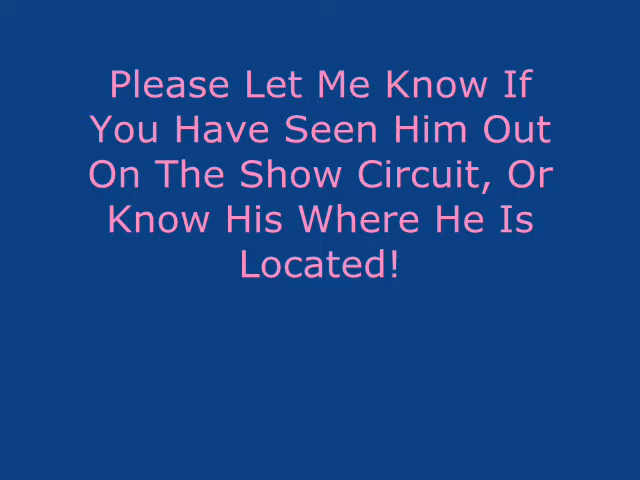 Please Let Me Know If
You Have Seen Him Out
On The Show Circuit, Or
Know His Where He Is
Located!